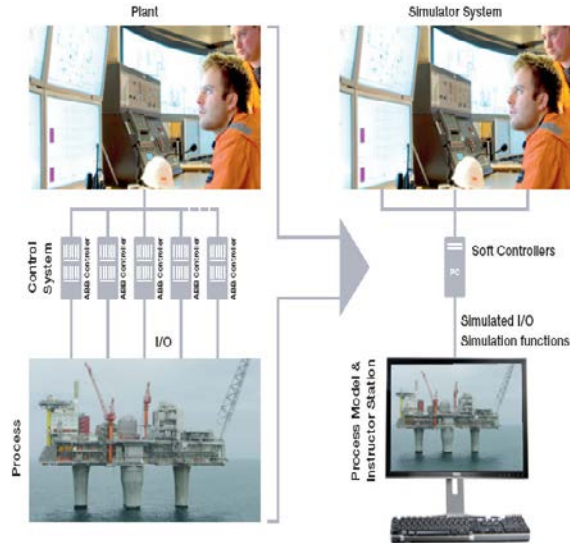 Plant
Simulator System
Control
System
ABB Controller
ABB Controller
ABB Controller
ABB Controller
ABB Controller
Soft Controllers
PC
I/O
Simulated I/O
Simulation functions
Process
Process Model &
Instructor Station